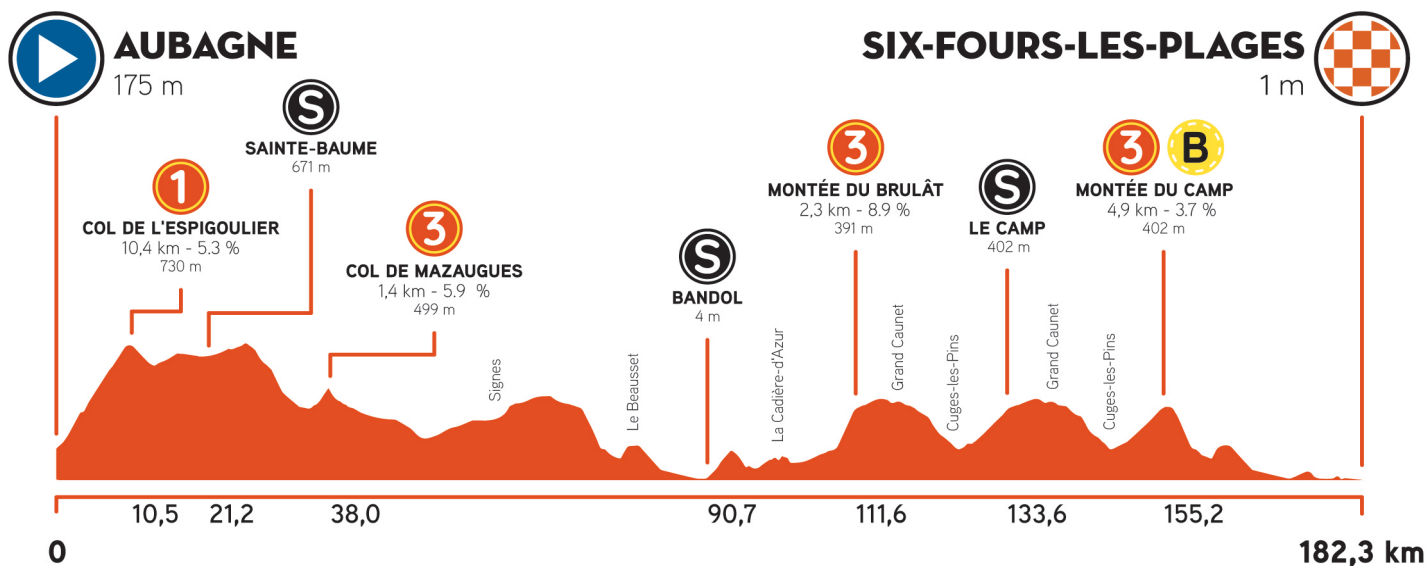 AUBAGNE
175 m
SIX-FOURS-LES-PLAGES
1 m
S
SAINTE-BAUME
671 m
1
COL DE L'ESPIGOULIER
10,4 km - 5.3 %
730 m
3
COL DE MAZAUGUES
1,4 km - 5.9 %
499 m
S
BANDOL
4 m
3
MONTÉE DU BRULÂT
2,3 km - 8.9 %
391 m
S
LE CAMP
402 m
3 B
MONTÉE DU CAMP
4,9 km - 3.7 %
402 m
Signes
Le Beausset
La Cadière-d'Azur
Grand Caunet
Cuges-les-Pins
Grand Caunet
Cuges-les-Pins
10,5 21,2 38,0 90,7 111,6 133,6 155,2
0 182,3 km